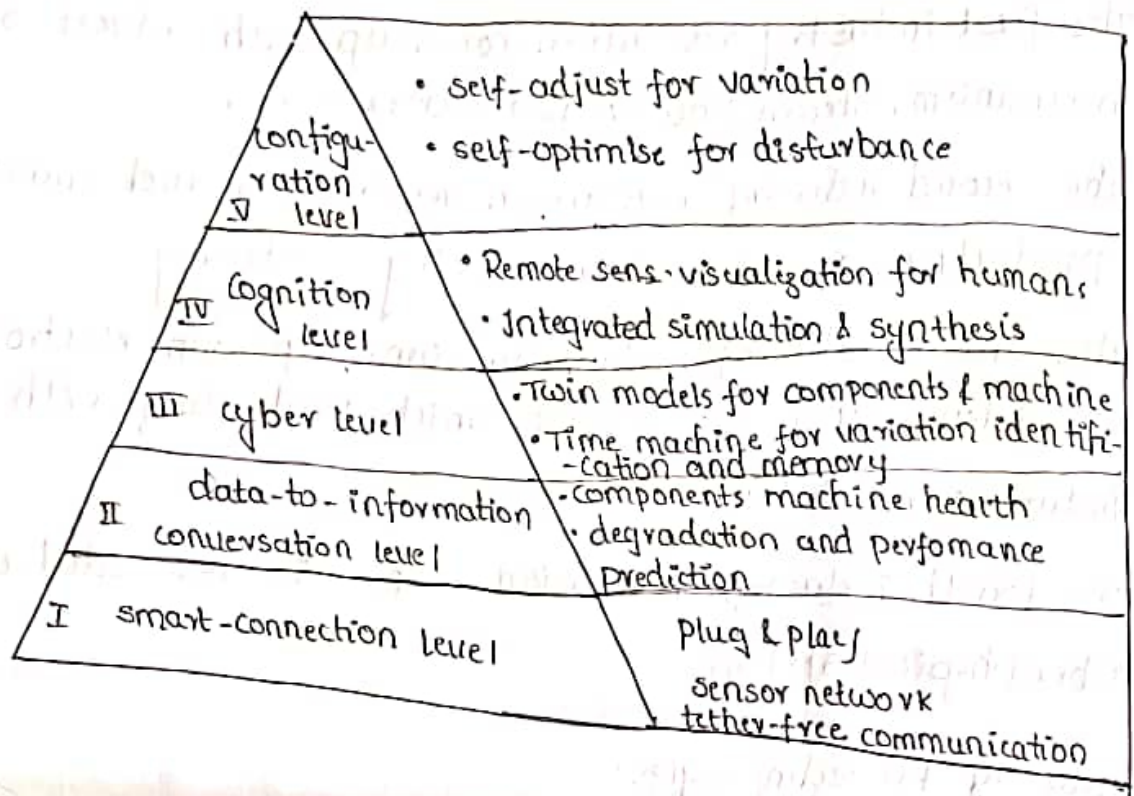 • self-adjust for variation
• self-optimise for disturbance
configu-
ration
V level
• Remote sens. visualization for humans
• Integrated simulation & synthesis
IV Cognition
level
• Twin models for components & machine
• Time machine for variation identifi-
-cation and memory
III cyber level
• components machine hearth
• degradation and perfomance
prediction
II data-to-information
conversation level
Plug & play
sensor network
tether-free communication
I smart-connection level